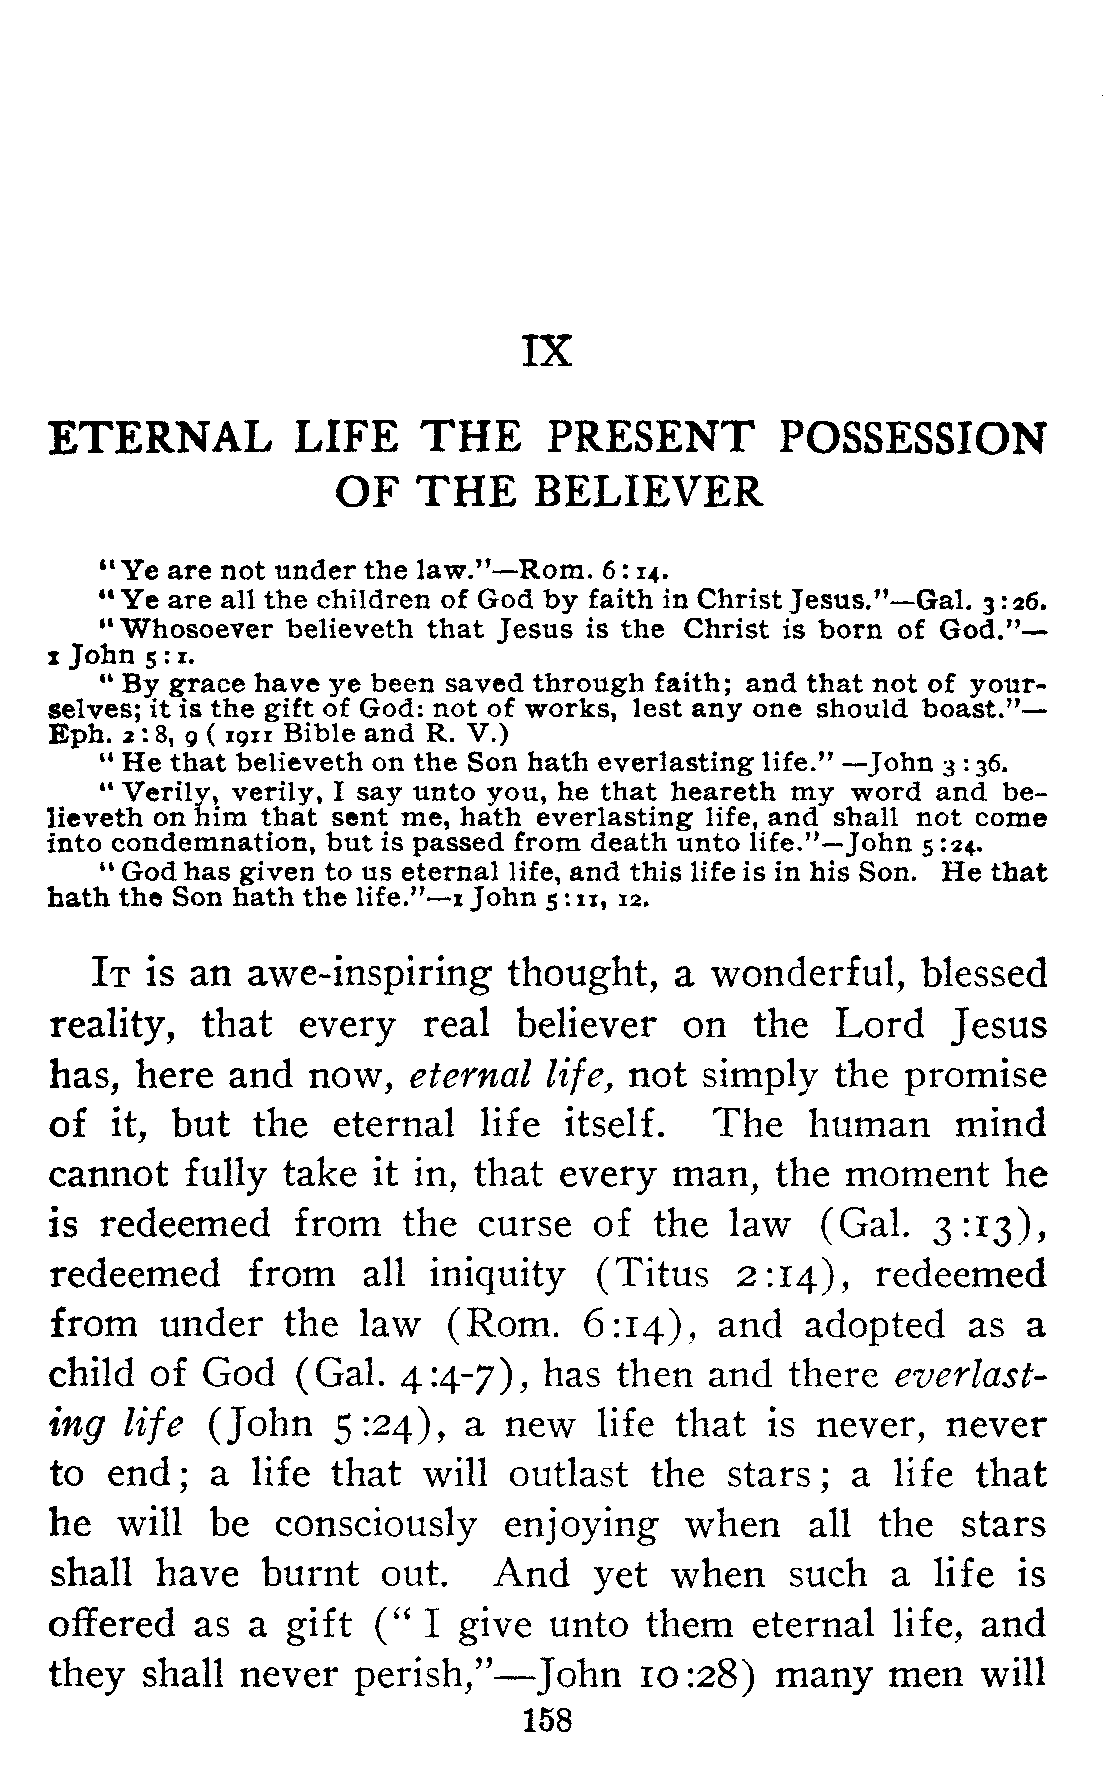 IX
ETERNAL LIFE THE PRESENT POSSESSION
OF THE BELIEVER
"Ye are not under the law."—Rom. 6:14.
"Ye are all the children of God by faith in Christ Jesus."—Gal. 3:26.
"Whosoever believeth that Jesus is the Christ is born of God."—
1 John 5:1.
"By grace have ye been saved through faith; and that not of your-
selves; it is the gift of God: not of works, lest any one should boast."—
Eph. 2:8, 9 (1911 Bible and R. V.)
"He that believeth on the Son hath everlasting life." —John 3:36.
"Verily, verily, I say unto you, he that heareth my word and be-
lieveth on him that sent me, hath everlasting life, and shall not come
into condemnation, but is passed from death unto life."—John 5:24.
"God has given to us eternal life, and this life is in his Son. He that
hath the Son hath the life."—1 John 5:11, 12.
IT is an awe-inspiring thought, a wonderful, blessed
reality, that every real believer on the Lord Jesus
has, here and now, eternal life, not simply the promise
of it, but the eternal life itself. The human mind
cannot fully take it in, that every man, the moment he
is redeemed from the curse of the law (Gal. 3:13),
redeemed from all iniquity (Titus 2:14), redeemed
from under the law (Rom. 6:14), and adopted as a
child of God (Gal. 4:4-7), has then and there everlast-
ing life (John 5:24), a new life that is never, never
to end; a life that will outlast the stars; a life that
he will be consciously enjoying when all the stars
shall have burnt out. And yet when such a life is
offered as a gift ("I give unto them eternal life, and
they shall never perish,"—John 10:28) many men will
158